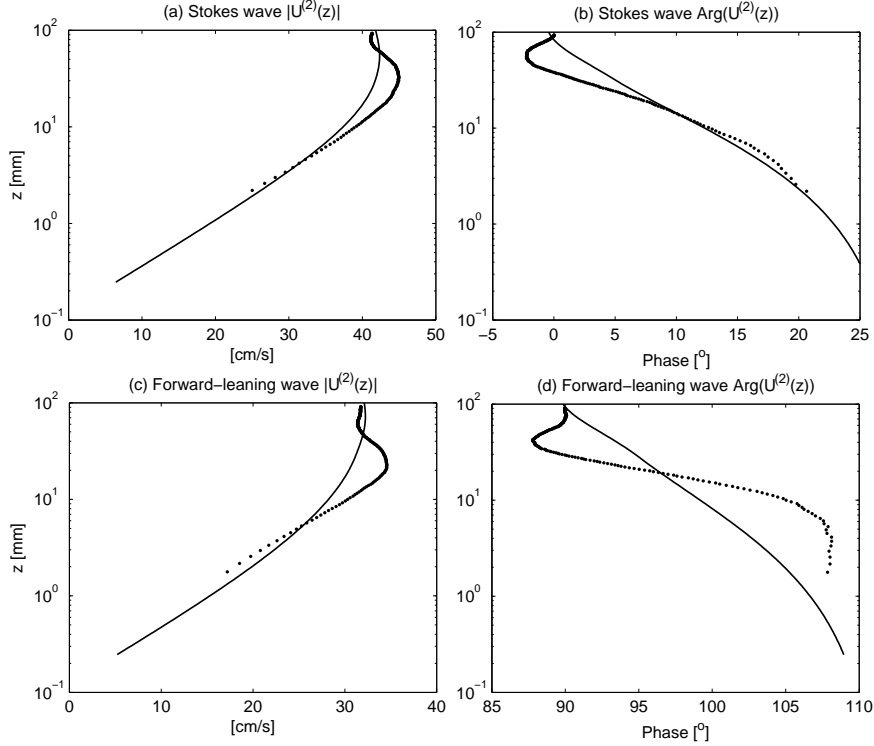 (a) Stokes wave |U^(2)(z)|
10^2
10^1
10^0
10^−1
z [mm]
0 10 20 30 40 50
[cm/s]
(b) Stokes wave Arg(U^(2)(z))
10^2
10^1
10^0
10^−1
−5 0 5 10 15 20 25
Phase [°]
(c) Forward−leaning wave |U^(2)(z)|
10^2
10^1
10^0
10^−1
z [mm]
0 10 20 30 40
[cm/s]
(d) Forward−leaning wave Arg(U^(2)(z))
10^2
10^1
10^0
10^−1
85 90 95 100 105 110
Phase [°]